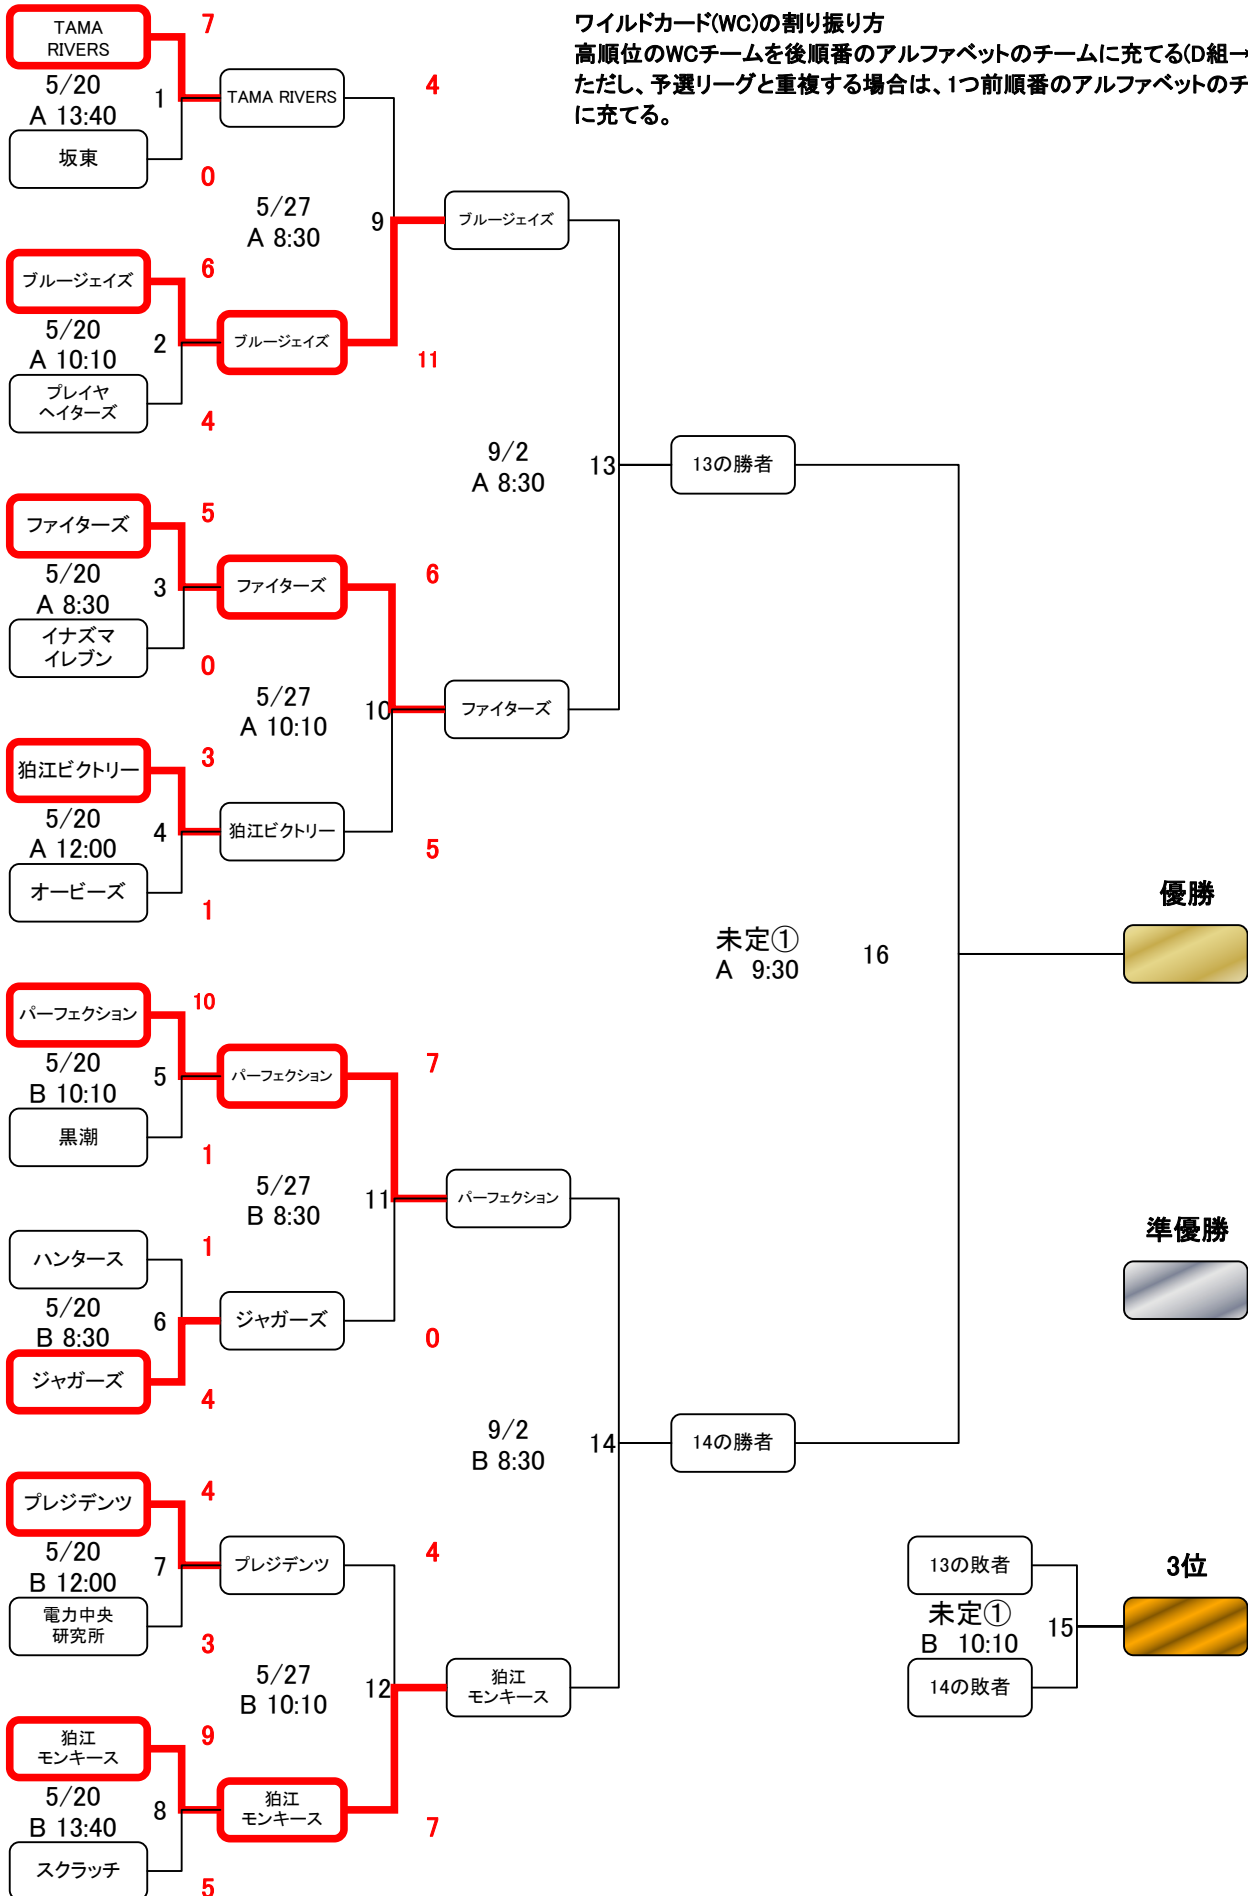 ワイルドカード(WC)の割り振り方
高順位のWCチームを後順番のアルファベットのチームに充てる(D組→
ただし、予選リーグと重複する場合は、1つ前順番のアルファベットのチ
に充てる。
TAMA
RIVERS
7
5/20
A 13:40
1
TAMA RIVERS
4
坂東
0
5/27
A 8:30
9
ブルージェイズ
ブルージェイズ
6
5/20
A 10:10
2
ブルージェイズ
11
プレイヤ
ヘイターズ
4
9/2
A 8:30
13
13の勝者
ファイターズ
5
5/20
A 8:30
3
ファイターズ
6
イナズマ
イレブン
0
5/27
A 10:10
10
ファイターズ
狛江ビクトリー
3
5/20
A 12:00
4
狛江ビクトリー
5
オービーズ
1
優勝
未定①
A 9:30
16
パーフェクション
10
5/20
B 10:10
5
パーフェクション
7
黒潮
1
5/27
B 8:30
11
パーフェクション
ハンタース
1
準優勝
5/20
B 8:30
6
ジャガーズ
0
ジャガーズ
4
9/2
B 8:30
14
14の勝者
プレジデンツ
4
5/20
B 12:00
7
プレジデンツ
4
13の敗者
3位
電力中央
研究所
3
未定①
B 10:10
15
5/27
B 10:10
12
狛江
モンキース
14の敗者
狛江
モンキース
9
5/20
B 13:40
8
狛江
モンキース
7
スクラッチ
5